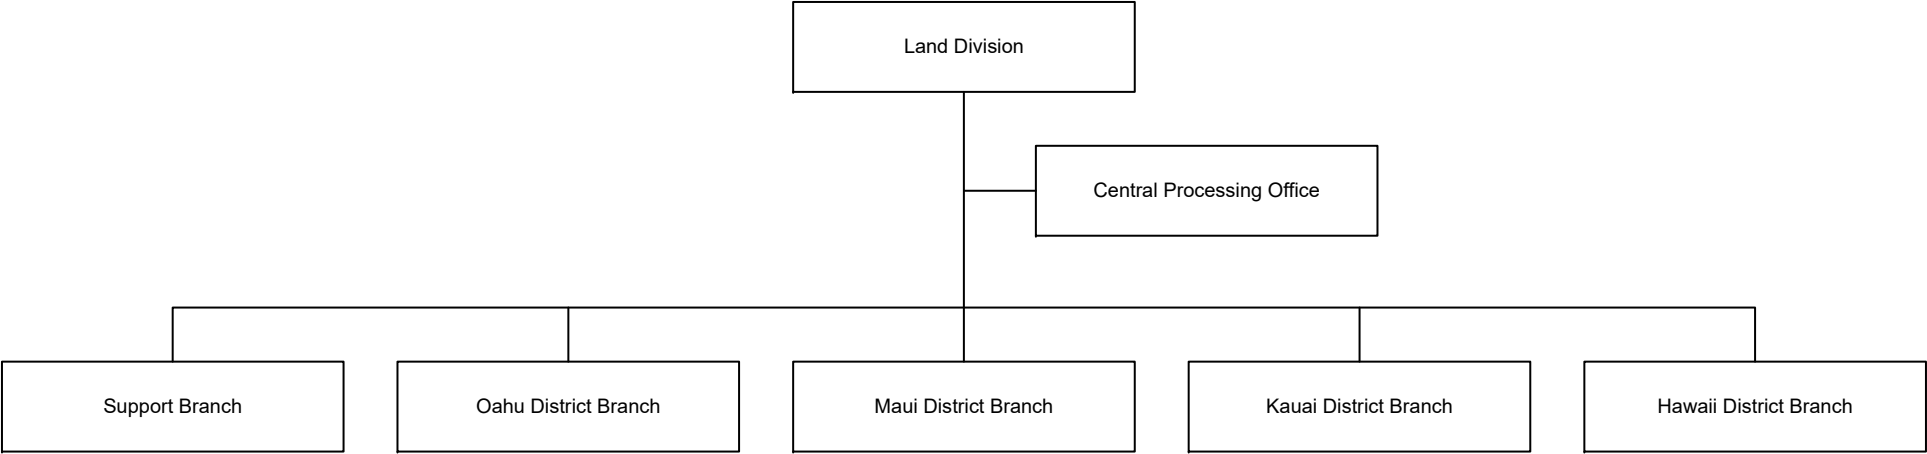 Land Division
Central Processing Office
Support Branch
Oahu District Branch
Maui District Branch
Kauai District Branch
Hawaii District Branch